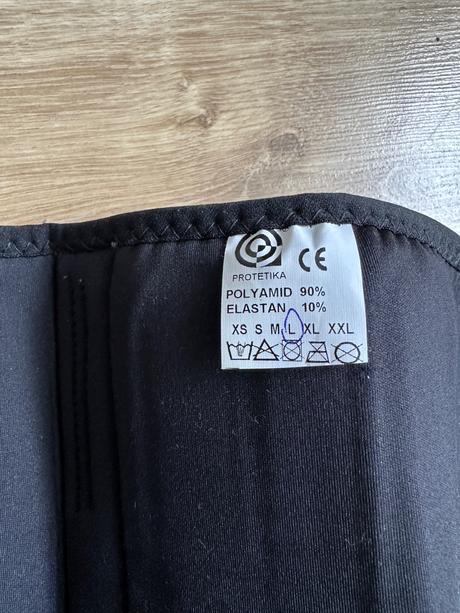 CE
PROTETIKA
POLYAMID 90%
ELASTAN 10%
XS S M L XL XXL